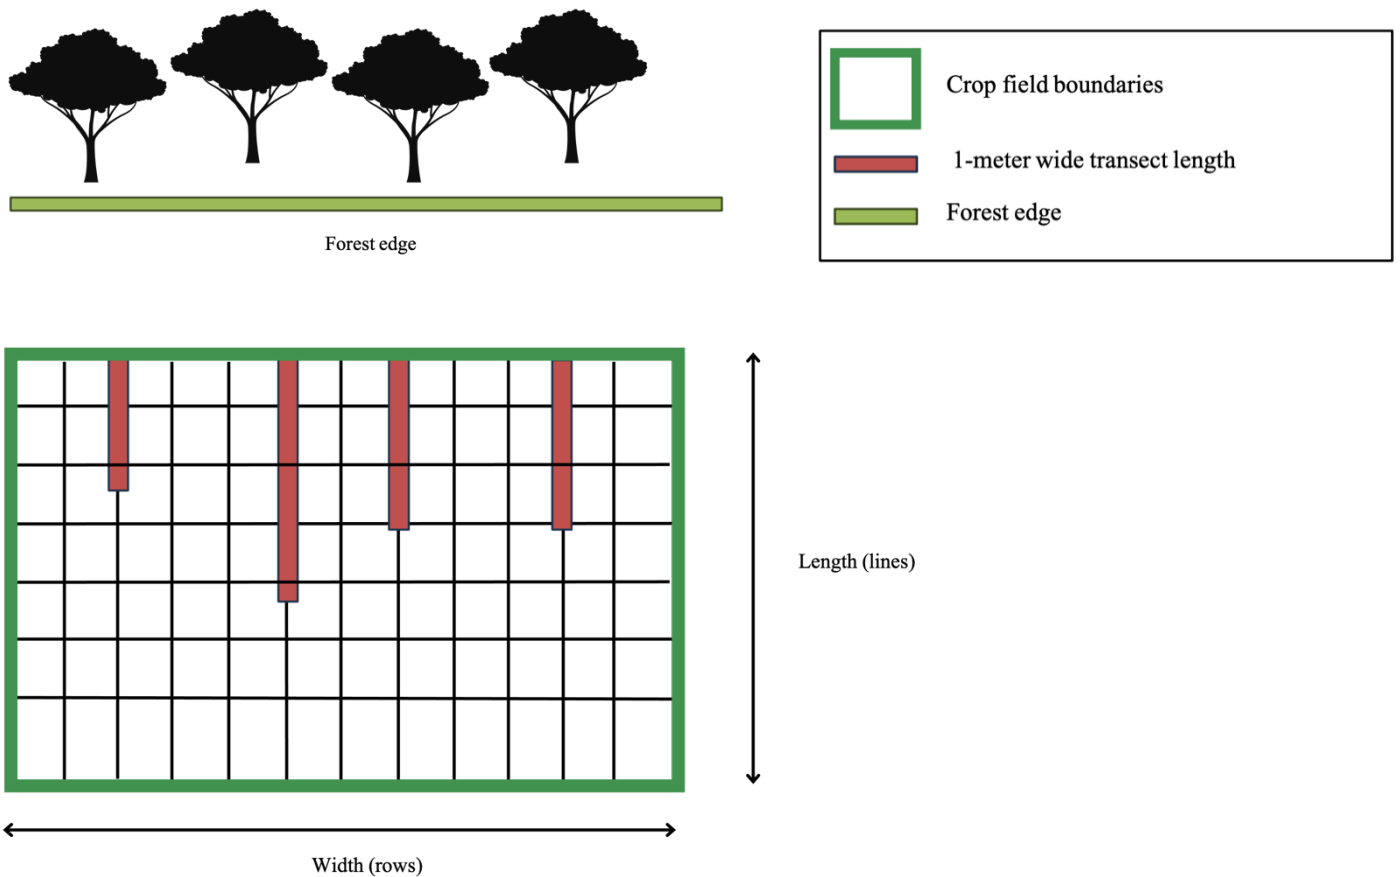 Crop field boundaries
1-meter wide transect length
Forest edge
Forest edge
Length (lines)
Width (rows)